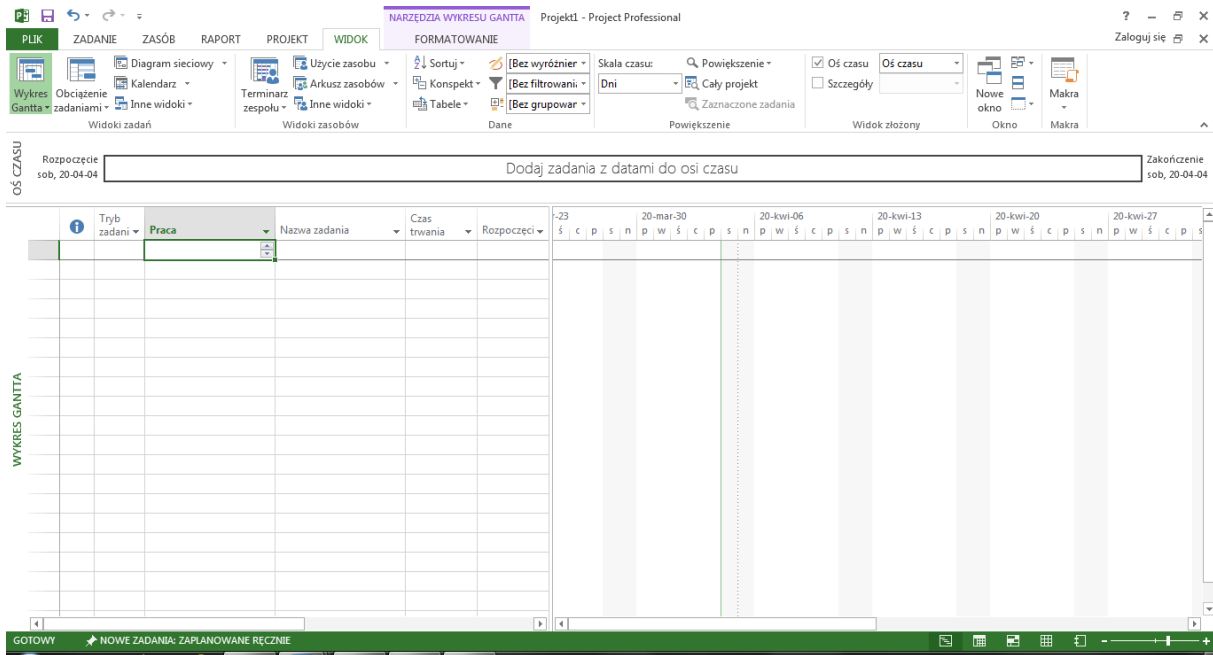 NARZĘDZIA WYKRESU GANTTA Projekt1 - Project Professional
PLIK ZADANIE ZASÓB RAPORT PROJEKT WIDOK FORMATOWANIE Zaloguj się
Wykres Gantta
Obciążenie zadaniami
Diagram sieciowy
Kalendarz
Inne widoki
Widoki zadań
Terminarz zespołu
Użycie zasobu
Arkusz zasobów
Inne widoki
Widoki zasobów
Sortuj
Konspekt
Tabele
[Bez wyróżnier
[Bez filtrowani
[Bez grupowar
Dane
Skala czasu:
Dni
Powiększenie
Cały projekt
Zaznaczone zadania
Powiększenie
Oś czasu Oś czasu
Szczegóły
Widok złożony
Nowe okno
Okno
Makra
Makra
OŚ CZASU
Rozpoczęcie
sob, 20-04-04
Dodaj zadania z datami do osi czasu
Zakończenie
sob, 20-04-04
Tryb zadani Praca Nazwa zadania Czas trwania Rozpoczęci
r-23 20-mar-30 20-kwi-06 20-kwi-13 20-kwi-20 20-kwi-27
ś c p s n p w ś c p s n p w ś c p s n p w ś c p s n p w ś c p s n p w ś c p s
WYKRES GANTTA
GOTOWY NOWE ZADANIA: ZAPLANOWANE RĘCZNIE